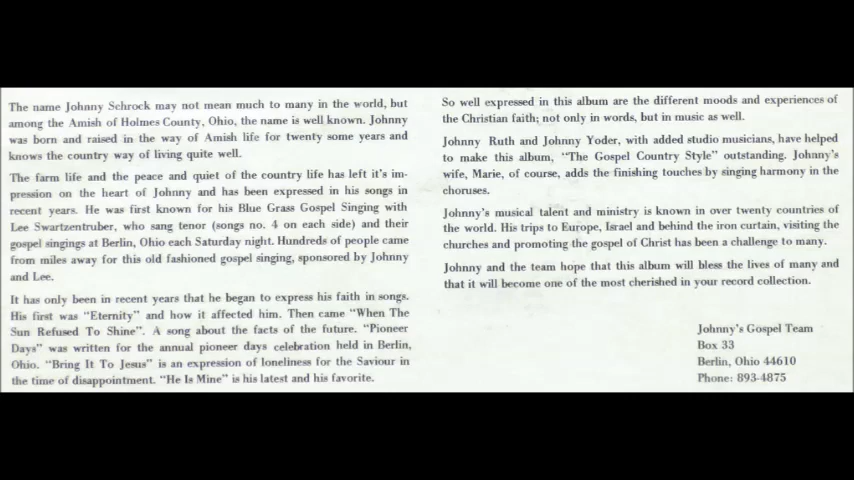 The name Johnny Schrock may not mean much to many in the world, but
among the Amish of Holmes County, Ohio, the name is well known. Johnny
was born and raised in the way of Amish life for twenty some years and
knows the country way of living quite well.
The farm life and the peace and quiet of the country life has left it's im-
pression on the heart of Johnny and has been expressed in his songs in
recent years. He was first known for his Blue Grass Gospel Singing with
Lee Swartzentruber, who sang tenor (songs no. 4 on each side) and their
gospel singings at Berlin, Ohio each Saturday night. Hundreds of people came
from miles away for this old fashioned gospel singing, sponsored by Johnny
and Lee.
It has only been in recent years that he began to express his faith in songs.
His first was "Eternity" and how it affected him. Then came "When The
Sun Refused To Shine". A song about the facts of the future. "Pioneer
Days" was written for the annual pioneer days celebration held in Berlin,
Ohio. "Bring It To Jesus" is an expression of loneliness for the Saviour in
the time of disappointment. "He Is Mine" is his latest and his favorite.
So well expressed in this album are the different moods and experiences of
the Christian faith; not only in words, but in music as well.
Johnny Ruth and Johnny Yoder, with added studio musicians, have helped
to make this album, "The Gospel Country Style" outstanding. Johnny's
wife, Marie, of course, adds the finishing touches by singing harmony in the
choruses.
Johnny's musical talent and ministry is known in over twenty countries of
the world. His trips to Europe, Israel and behind the iron curtain, visiting the
churches and promoting the gospel of Christ has been a challenge to many.
Johnny and the team hope that this album will bless the lives of many and
that it will become one of the most cherished in your record collection.
Johnny's Gospel Team
Box 33
Berlin, Ohio 44610
Phone: 893-4875